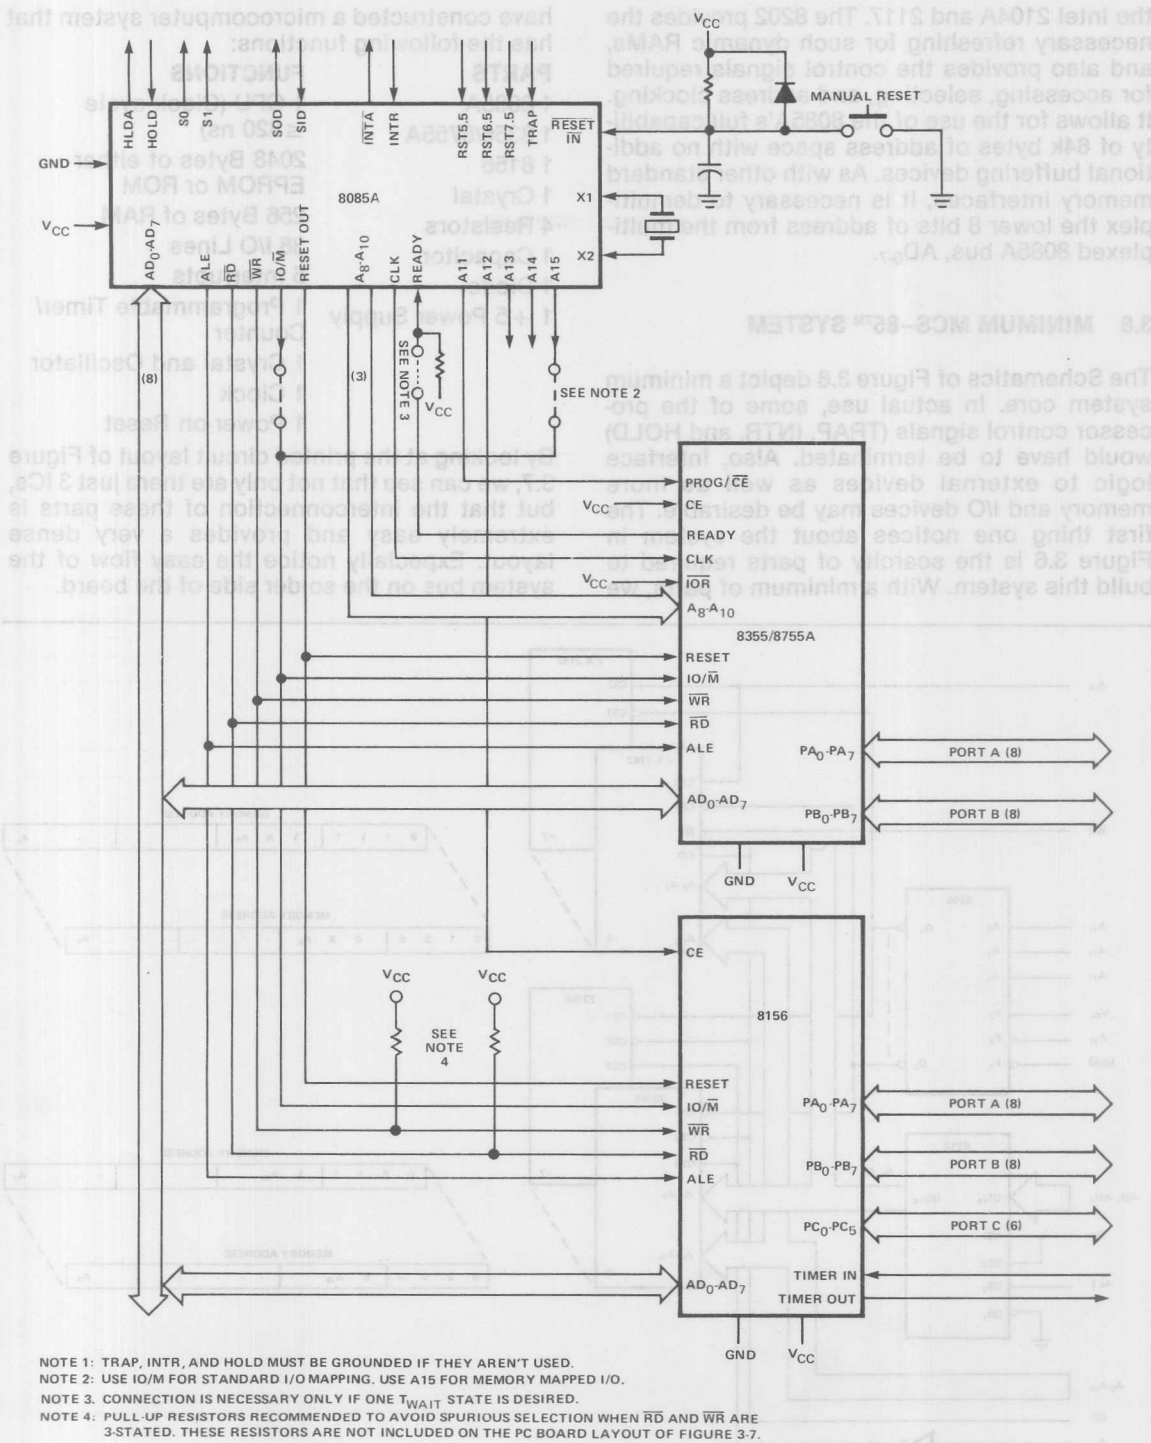 HLDA
HOLD
S0
S1
SOD
SID
INTA
INTR
RST5.5
RST6.5
RST7.5
TRAP
RESET
IN
VCC
MANUAL RESET
GND
VCC
8085A
X1
X2
AD0-AD7
ALE
RD
WR
IO/M
RESET OUT
A8-A10
CLK
READY
A11
A12
A13
A14
A15
(8)
(3)
SEE NOTE 3
VCC
SEE NOTE 2
PROG/CE
VCC
CE
READY
CLK
VCC
IOR
A8-A10
8355/8755A
RESET
IO/M
WR
RD
ALE
PA0-PA7
PORT A (8)
AD0-AD7
PB0-PB7
PORT B (8)
GND
VCC
CE
VCC
VCC
8156
SEE
NOTE
4
RESET
IO/M
WR
RD
ALE
PA0-PA7
PORT A (8)
PB0-PB7
PORT B (8)
PC0-PC5
PORT C (6)
AD0-AD7
TIMER IN
TIMER OUT
GND
VCC
NOTE 1: TRAP, INTR, AND HOLD MUST BE GROUNDED IF THEY AREN'T USED.
NOTE 2: USE IO/M FOR STANDARD I/O MAPPING. USE A15 FOR MEMORY MAPPED I/O.
NOTE 3. CONNECTION IS NECESSARY ONLY IF ONE TWAIT STATE IS DESIRED.
NOTE 4: PULL-UP RESISTORS RECOMMENDED TO AVOID SPURIOUS SELECTION WHEN RD AND WR ARE
3-STATED. THESE RESISTORS ARE NOT INCLUDED ON THE PC BOARD LAYOUT OF FIGURE 3-7.